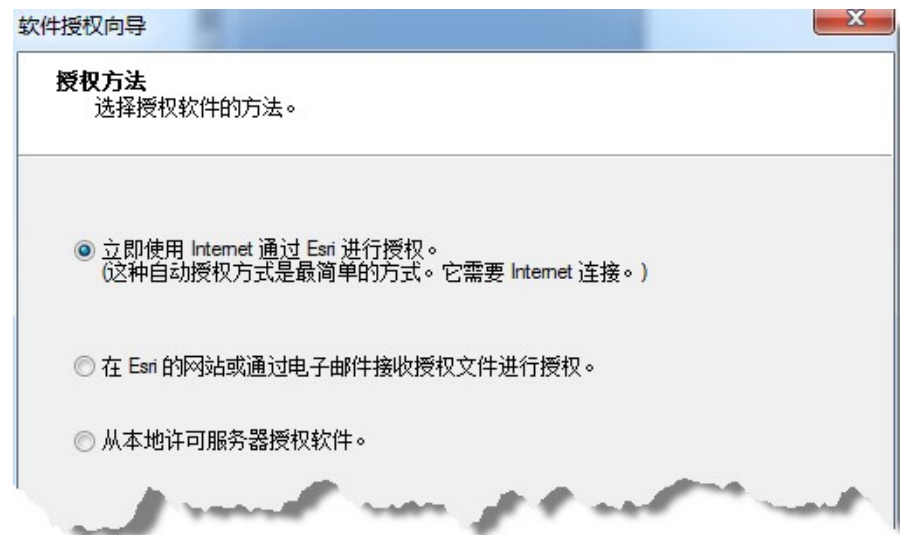 软件授权向导
授权方法
选择授权软件的方法。
立即使用 Internet 通过 Esri 进行授权。
(这种自动授权方式是最简单的方式。它需要 Internet 连接。)
在 Esri 的网站或通过电子邮件接收授权文件进行授权。
从本地许可服务器授权软件。